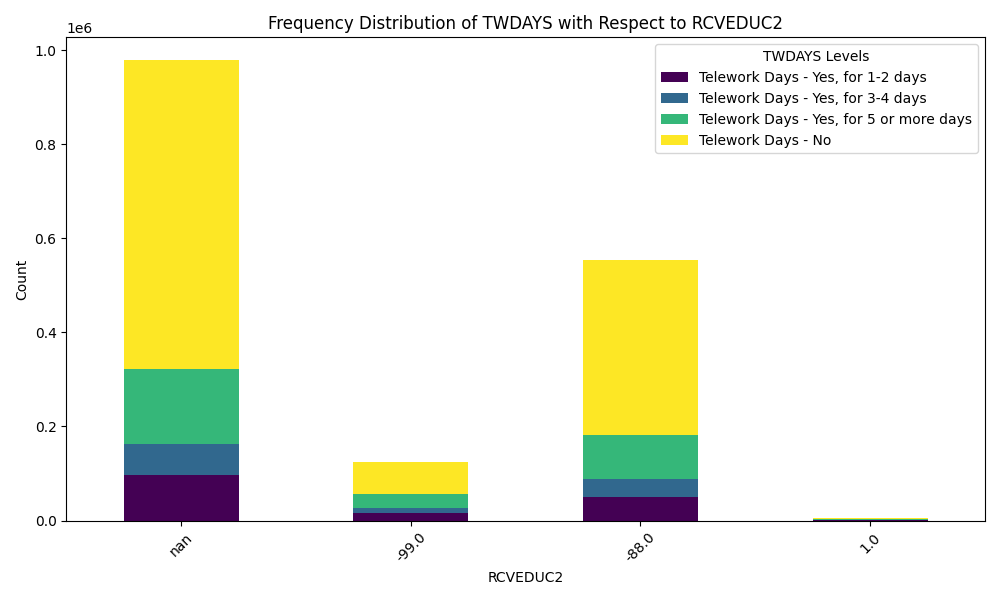 Frequency Distribution of TWDAYS with Respect to RCVEDUC2
1e6
TWDAYS Levels
Telework Days - Yes, for 1-2 days
Telework Days - Yes, for 3-4 days
Telework Days - Yes, for 5 or more days
Telework Days - No
1.0
0.8
0.6
0.4
0.2
0.0
Count
nan
-99.0
-88.0
1.0
RCVEDUC2